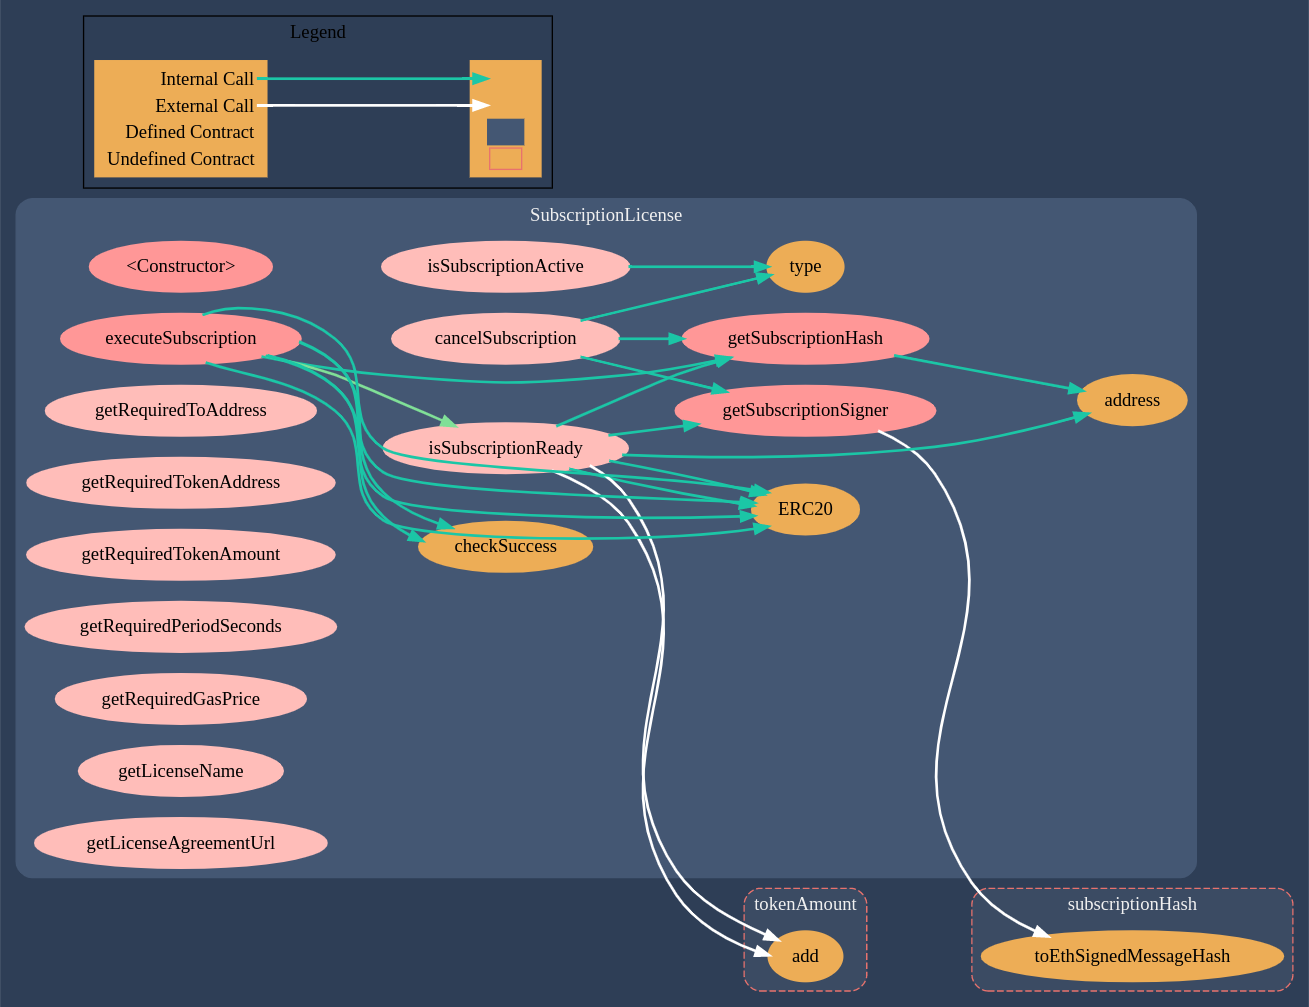 Legend
Internal Call
External Call
Defined Contract
Undefined Contract
SubscriptionLicense
<Constructor>
isSubscriptionActive
type
executeSubscription
cancelSubscription
getSubscriptionHash
getRequiredToAddress
getSubscriptionSigner
address
isSubscriptionReady
getRequiredTokenAddress
ERC20
getRequiredTokenAmount
checkSuccess
getRequiredPeriodSeconds
getRequiredGasPrice
getLicenseName
getLicenseAgreementUrl
tokenAmount
add
subscriptionHash
toEthSignedMessageHash